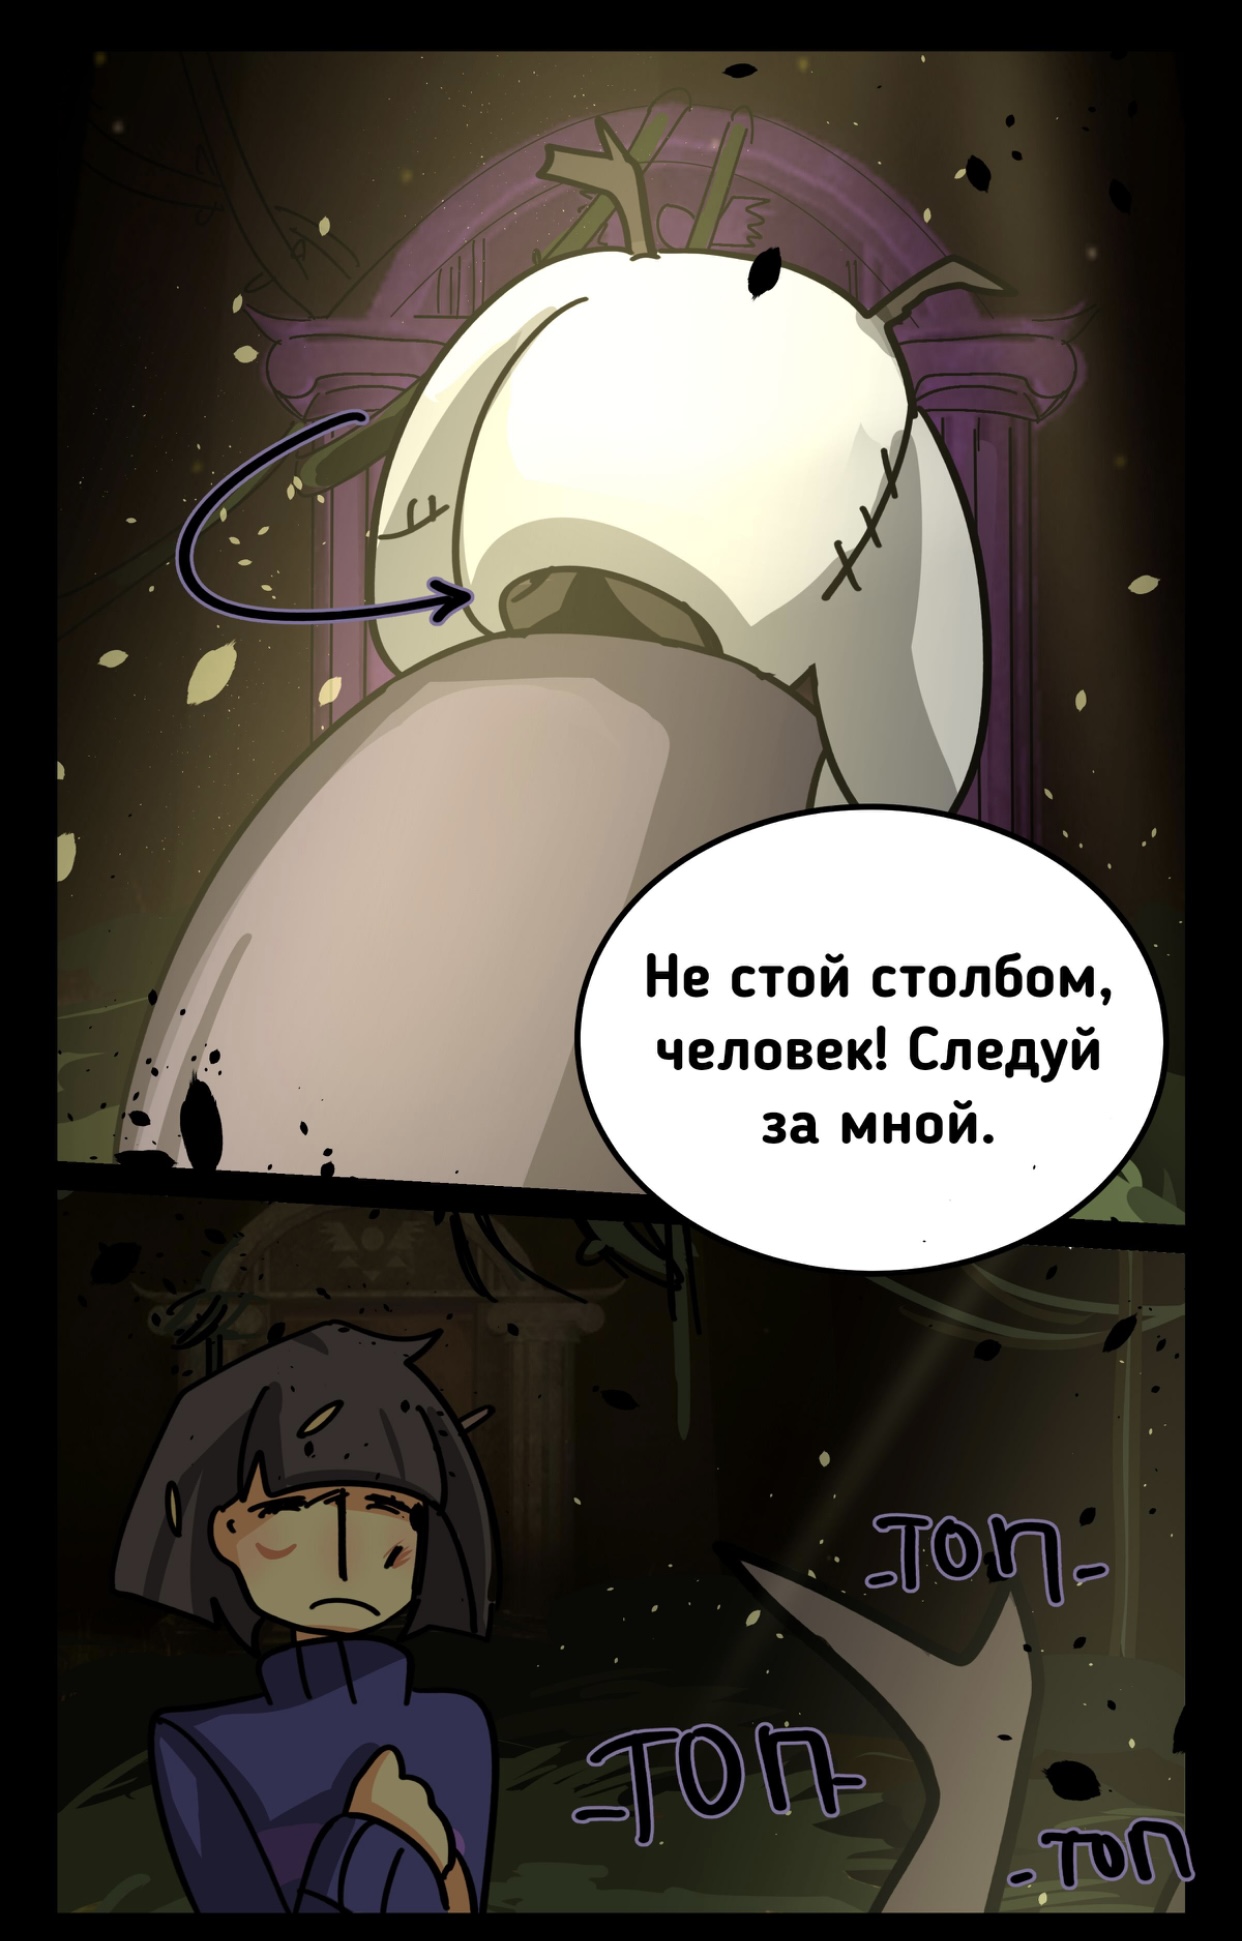 Не стой столбом,
человек! Следуй
за мной.
-топ-
-топ-
-топ